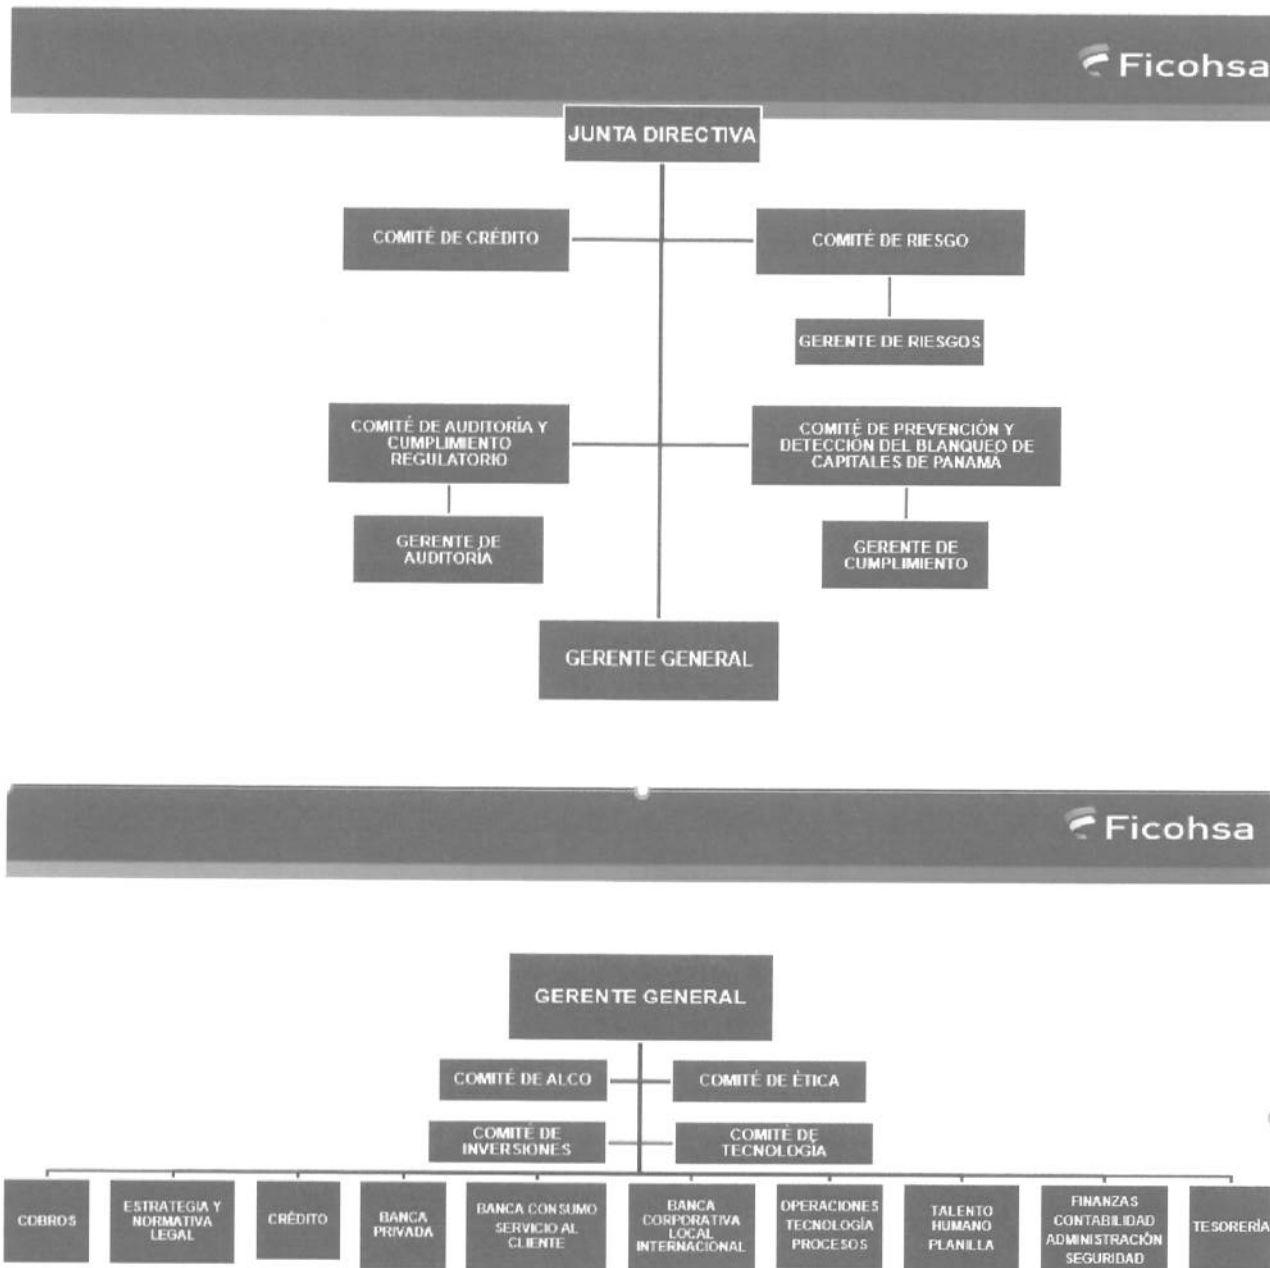 Ficohsa
JUNTA DIRECTIVA
COMITÉ DE CRÉDITO
COMITÉ DE RIESGO
GERENTE DE RIESGOS
COMITÉ DE AUDITORÍA Y
CUMPLIMIENTO
REGULATORIO
COMITÉ DE PREVENCIÓN Y
DETECCIÓN DEL BLANQUEO DE
CAPITALES DE PANAMÁ
GERENTE DE
AUDITORÍA
GERENTE DE
CUMPLIMIENTO
GERENTE GENERAL
Ficohsa
GERENTE GENERAL
COMITÉ DE ALCO
COMITÉ DE ÉTICA
COMITÉ DE
INVERSIONES
COMITÉ DE
TECNOLOGÍA
COBROS
ESTRATEGIA Y
NORMATIVA
LEGAL
CRÉDITO
BANCA
PRIVADA
BANCA CONSUMO
SERVICIO AL
CLIENTE
BANCA
CORPORATIVA
LOCAL
INTERNACIONAL
OPERACIONES
TECNOLOGÍA
PROCESOS
TALENTO
HUMANO
PLANILLA
FINANZAS
CONTABILIDAD
ADMINISTRACIÓN
SEGURIDAD
TESORERÍA